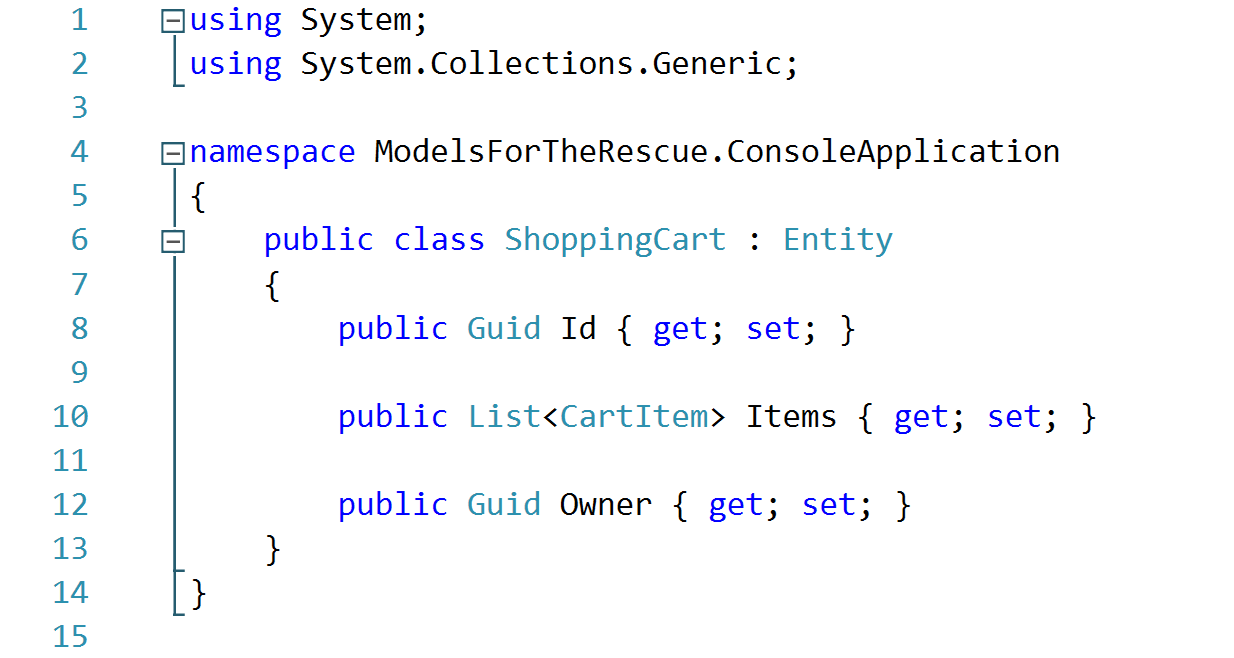 1 using System;
2 using System.Collections.Generic;
3
4 namespace ModelsForTheRescue.ConsoleApplication
5 {
6     public class ShoppingCart : Entity
7     {
8         public Guid Id { get; set; }
9
10         public List<CartItem> Items { get; set; }
11
12         public Guid Owner { get; set; }
13     }
14 }
15